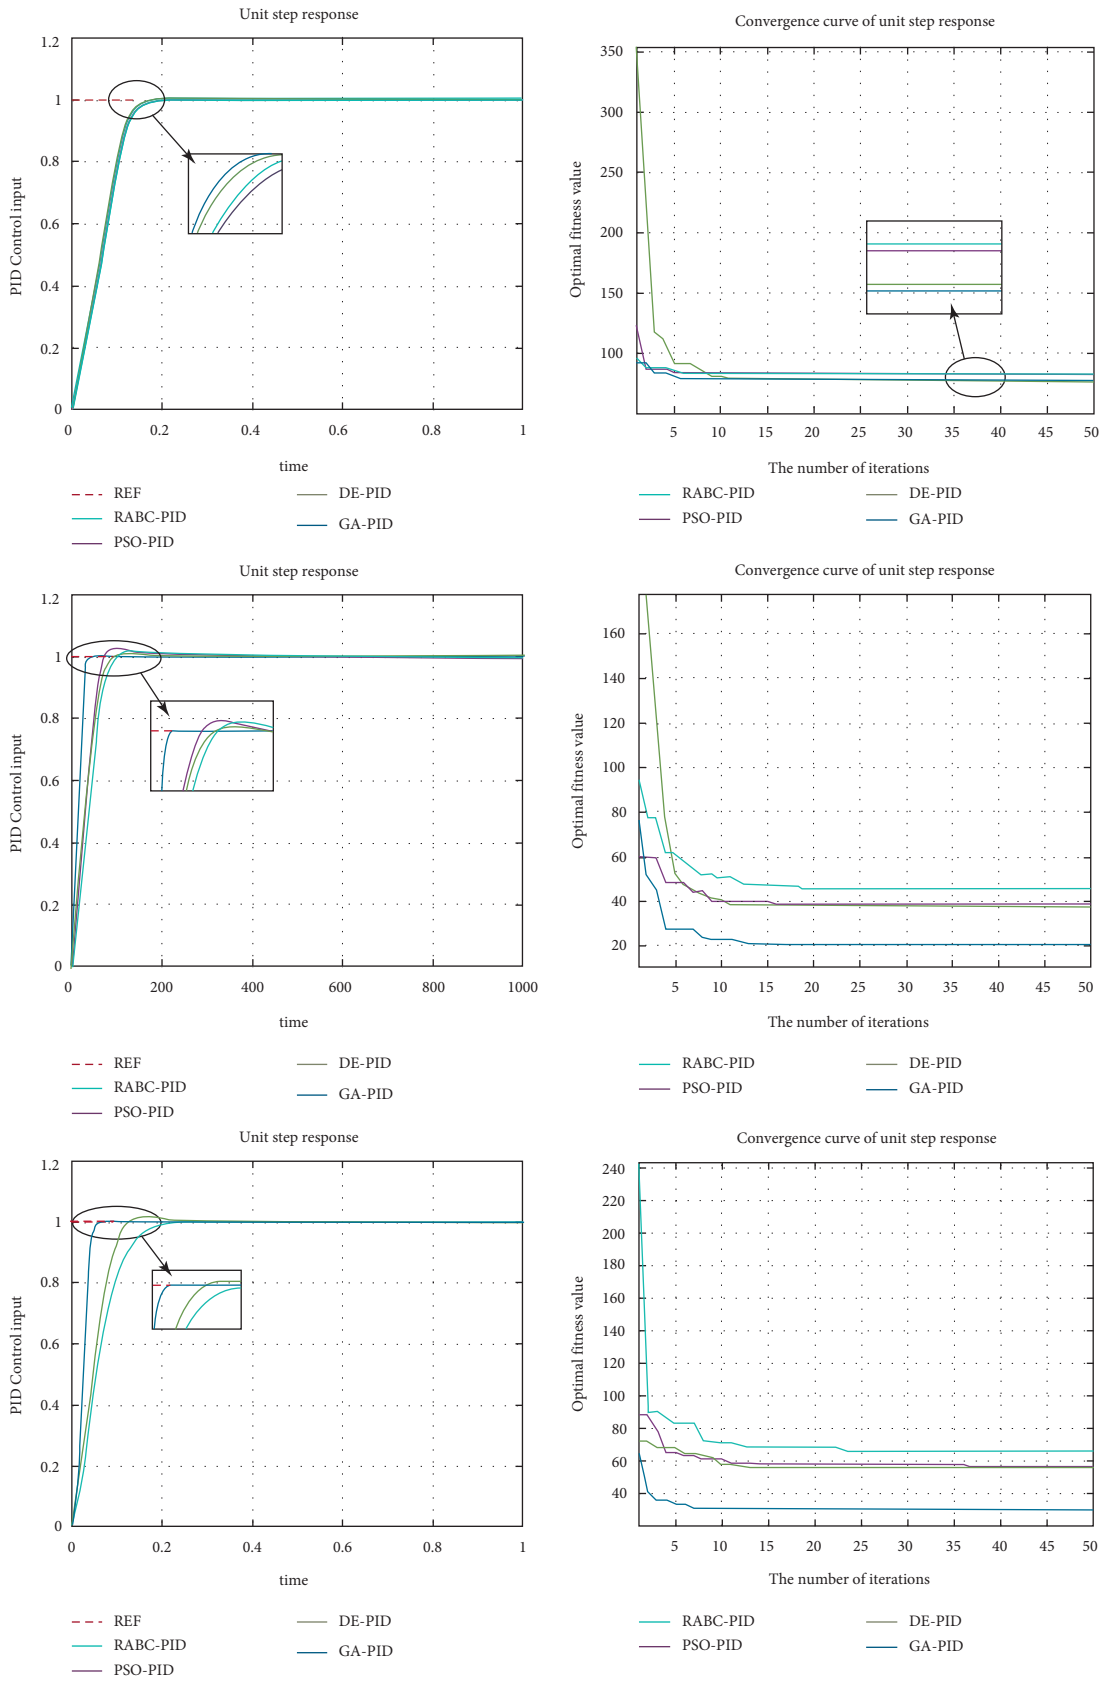 Unit step response
1.2
1
0.8
0.6
0.4
0.2
0
PID Control input
0 0.2 0.4 0.6 0.8 1
time
REF
RABC-PID
PSO-PID
DE-PID
GA-PID
Convergence curve of unit step response
350
300
250
200
150
100
Optimal fitness value
5 10 15 20 25 30 35 40 45 50
The number of iterations
RABC-PID
PSO-PID
DE-PID
GA-PID
Unit step response
1.2
1
0.8
0.6
0.4
0.2
0
PID Control input
0 200 400 600 800 1000
time
REF
RABC-PID
PSO-PID
DE-PID
GA-PID
Convergence curve of unit step response
160
140
120
100
80
60
40
20
Optimal fitness value
5 10 15 20 25 30 35 40 45 50
The number of iterations
RABC-PID
PSO-PID
DE-PID
GA-PID
Unit step response
1.2
1
0.8
0.6
0.4
0.2
0
PID Control input
0 0.2 0.4 0.6 0.8 1
time
REF
RABC-PID
PSO-PID
DE-PID
GA-PID
Convergence curve of unit step response
240
220
200
180
160
140
120
100
80
60
40
Optimal fitness value
5 10 15 20 25 30 35 40 45 50
The number of iterations
RABC-PID
PSO-PID
DE-PID
GA-PID